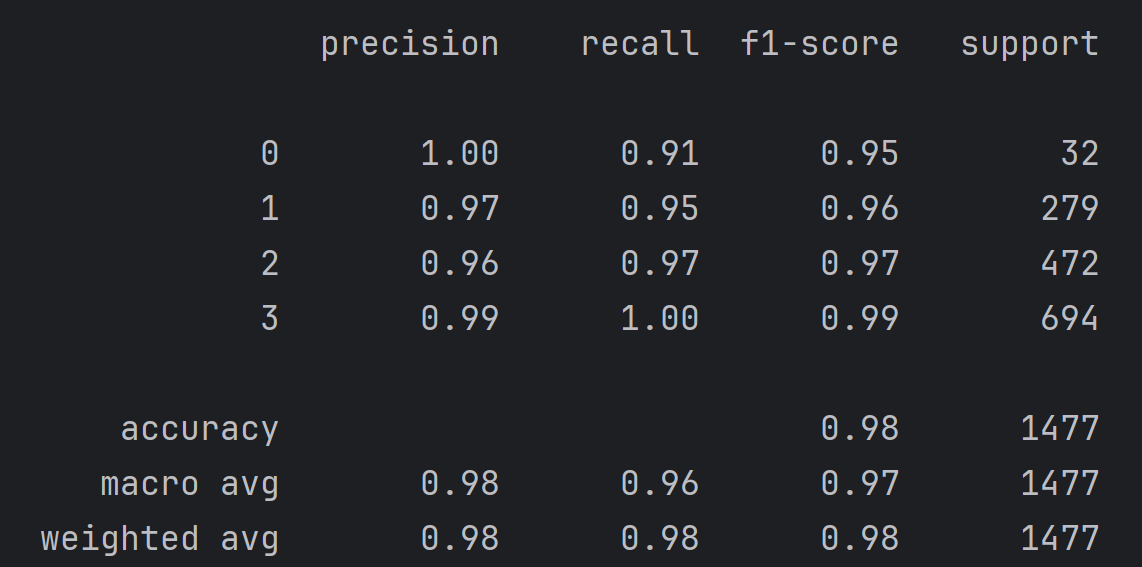 precision recall f1-score support
0 1.00 0.91 0.95 32
1 0.97 0.95 0.96 279
2 0.96 0.97 0.97 472
3 0.99 1.00 0.99 694
accuracy 0.98 1477
macro avg 0.98 0.96 0.97 1477
weighted avg 0.98 0.98 0.98 1477